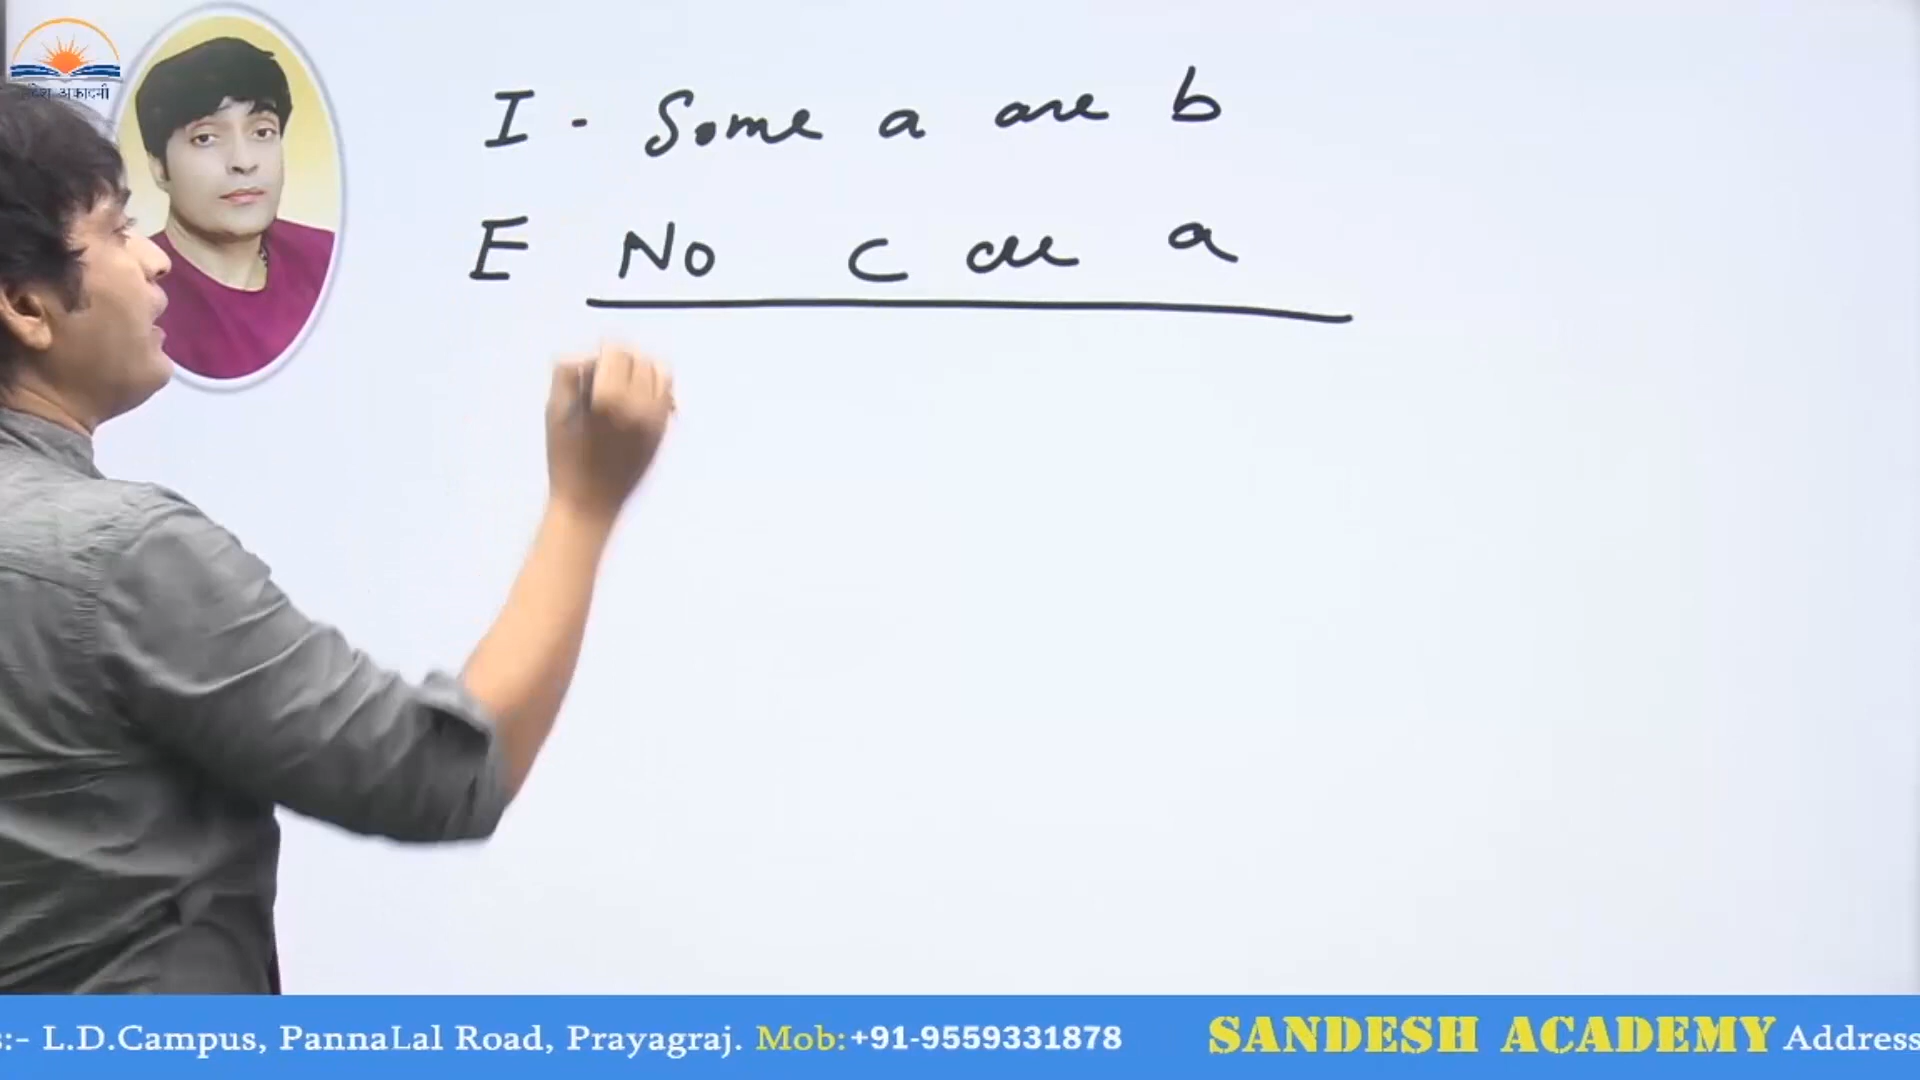 I - Some a are b
E No c are a
:- L.D.Campus, PannaLal Road, Prayagraj. Mob:+91-9559331878 SANDESH ACADEMY Address